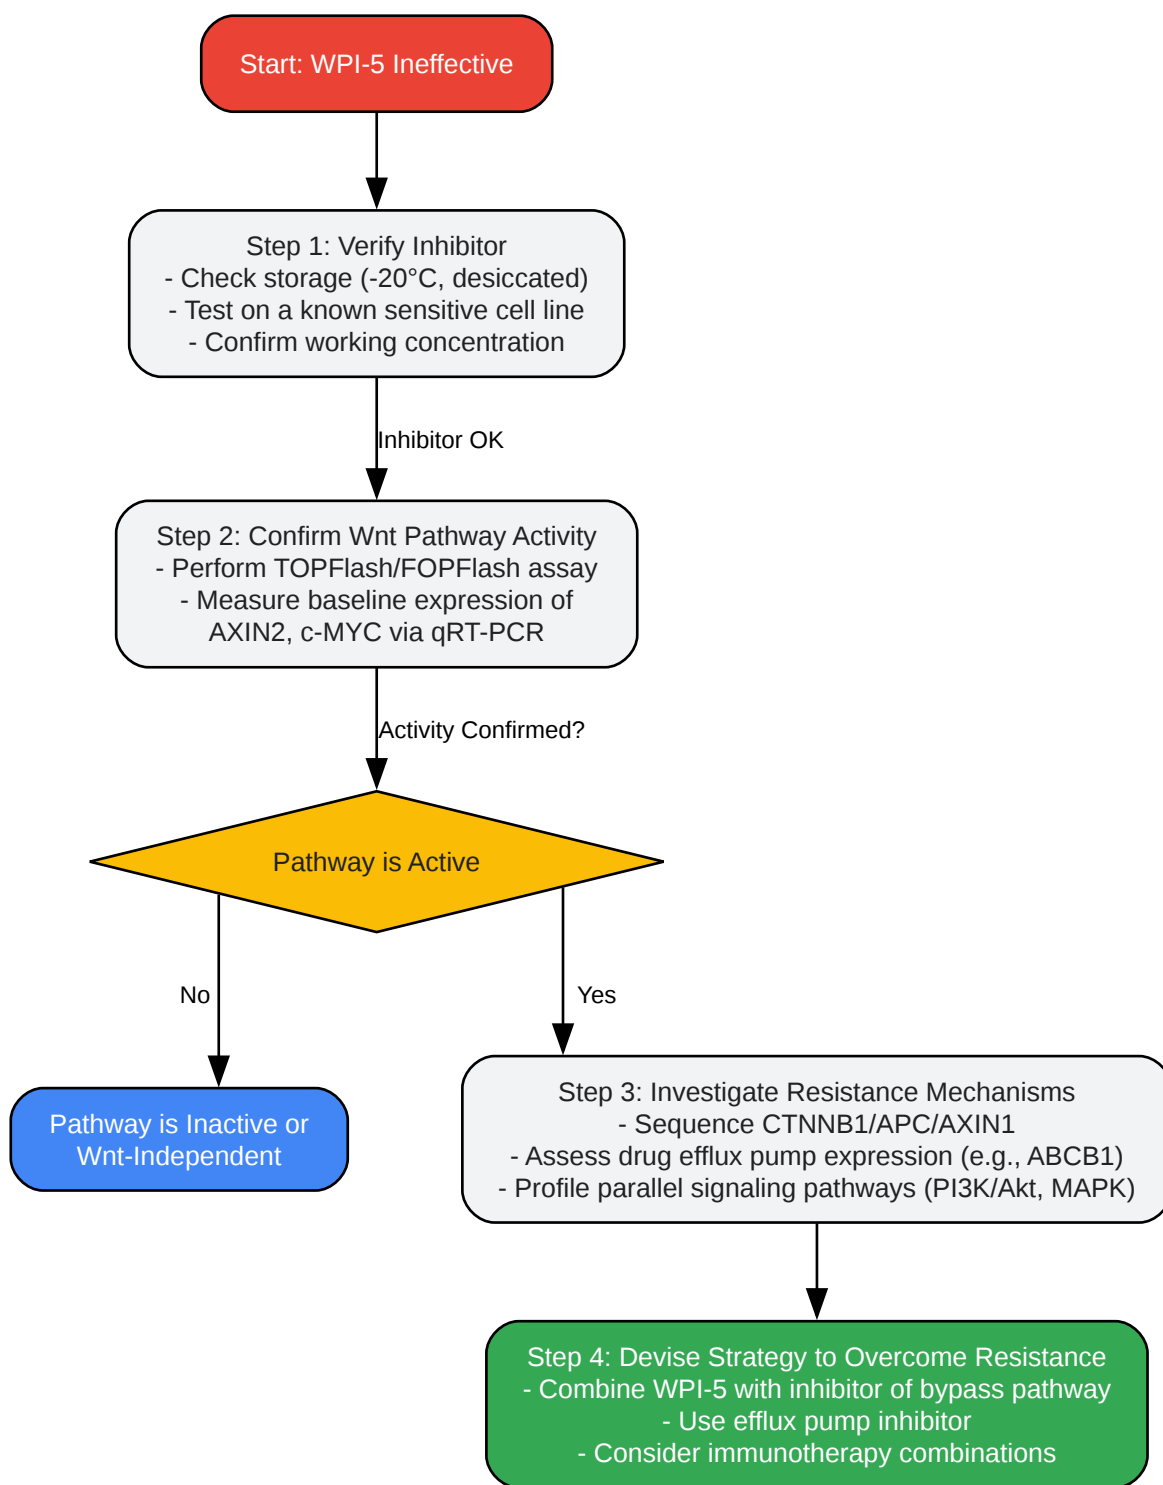 Start: WPI-5 Ineffective
Step 1: Verify Inhibitor
- Check storage (-20°C, desiccated)
- Test on a known sensitive cell line
- Confirm working concentration
Inhibitor OK
Step 2: Confirm Wnt Pathway Activity
- Perform TOPFlash/FOPFlash assay
- Measure baseline expression of
AXIN2, c-MYC via qRT-PCR
Activity Confirmed?
Pathway is Active
No
Yes
Pathway is Inactive or
Wnt-Independent
Step 3: Investigate Resistance Mechanisms
- Sequence CTNNB1/APC/AXIN1
- Assess drug efflux pump expression (e.g., ABCB1)
- Profile parallel signaling pathways (PI3K/Akt, MAPK)
Step 4: Devise Strategy to Overcome Resistance
- Combine WPI-5 with inhibitor of bypass pathway
- Use efflux pump inhibitor
- Consider immunotherapy combinations